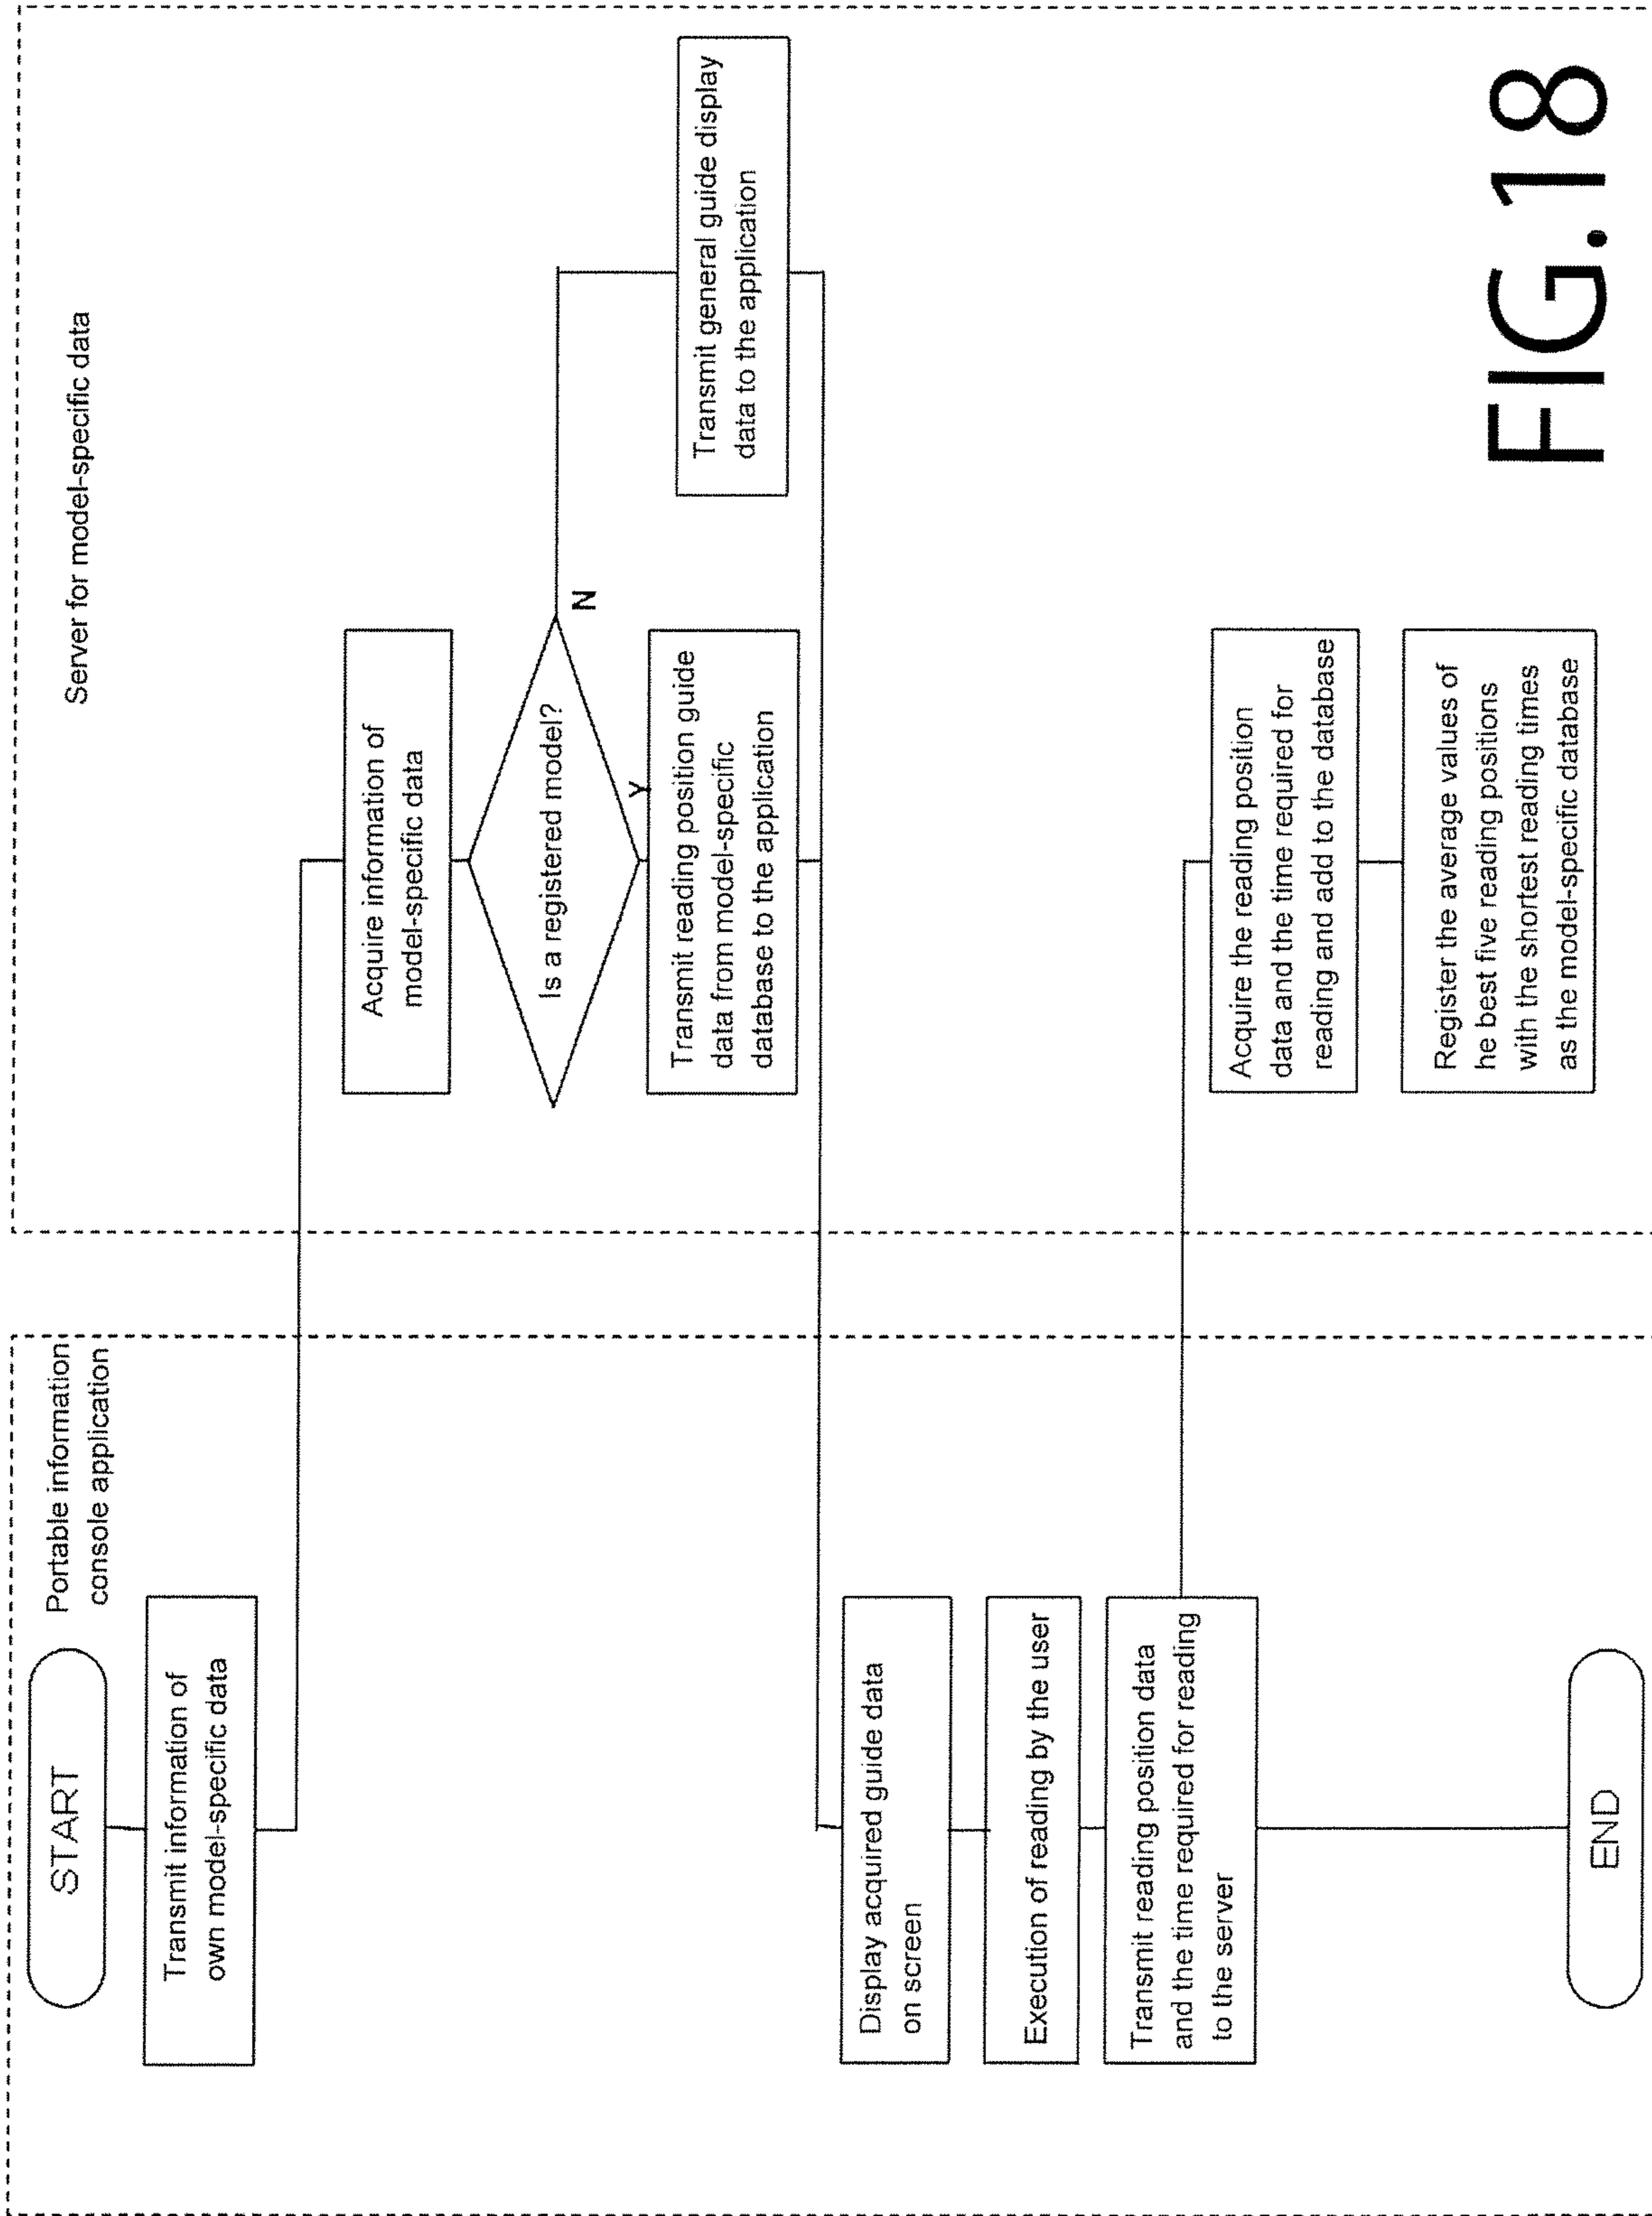 START
Portable information
console application
Transmit information of
own model-specific data
Server for model-specific data
Acquire information of
model-specific data
Is a registered model?
N
Y
Transmit reading position guide
data from model-specific
database to the application
Transmit general guide display
data to the application
Display acquired guide data
on screen
Execution of reading by the user
Transmit reading position data
and the time required for reading
to the server
Acquire the reading position
data and the time required for
reading and add to the database
Register the average values of
he best five reading positions
with the shortest reading times
as the model-specific database
END
FIG.18